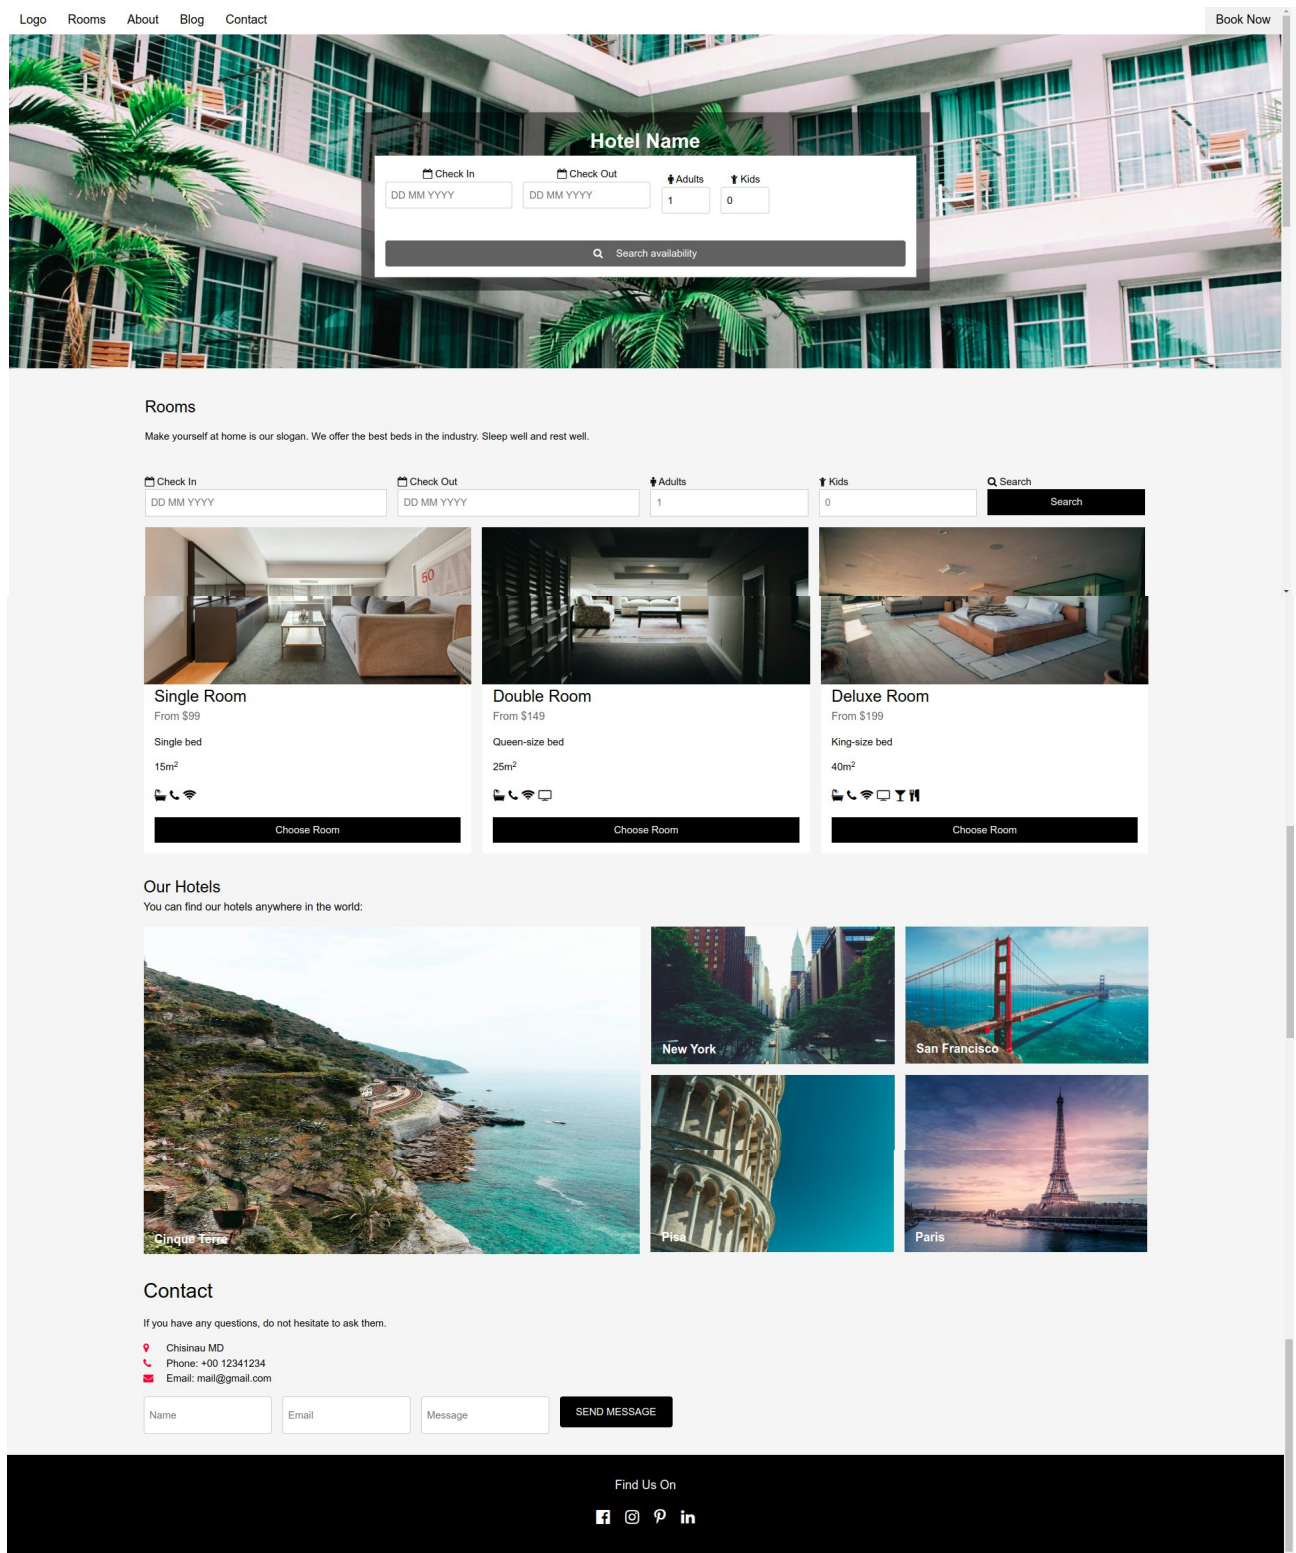 Logo Rooms About Blog Contact Book Now
Hotel Name
Check In Check Out Adults Kids
DD MM YYYY DD MM YYYY 1 0
Search availability
Rooms
Make yourself at home is our slogan. We offer the best beds in the industry. Sleep well and rest well.
Check In Check Out Adults Kids Search
DD MM YYYY DD MM YYYY 1 0 Search
50
Single Room Double Room Deluxe Room
From $99 From $149 From $199
Single bed Queen-size bed King-size bed
15m² 25m² 40m²
Choose Room Choose Room Choose Room
Our Hotels
You can find our hotels anywhere in the world:
New York San Francisco
Cinque Terre Pisa Paris
Contact
If you have any questions, do not hesitate to ask them.
Chisinau MD
Phone: +00 12341234
Email: mail@gmail.com
Name Email Message SEND MESSAGE
Find Us On